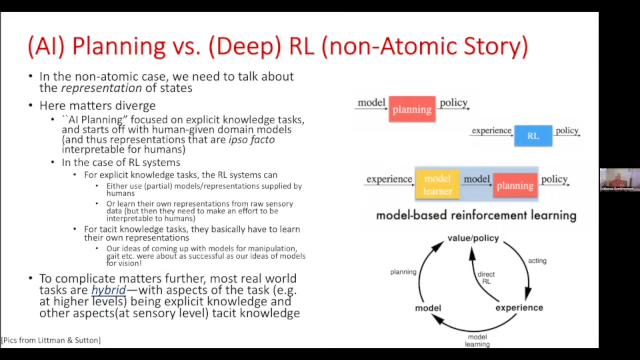 (AI) Planning vs. (Deep) RL (non-Atomic Story)
• In the non-atomic case, we need to talk about
the representation of states
• Here matters diverge
• ``AI Planning” focused on explicit knowledge tasks,
and starts off with human-given domain models
(and thus representations that are ipso facto
interpretable for humans)
• In the case of RL systems
• For explicit knowledge tasks, the RL systems can
• Either use (partial) models/representations supplied by
humans
• Or learn their own representations from raw sensory
data (but then they need to make an effort to be
interpretable to humans)
• For tacit knowledge tasks, they basically have to learn
their own representations
• Our ideas of coming up with models for manipulation,
gait etc. were about as successful as our ideas of models
for vision!
• To complicate matters further, most real world
tasks are hybrid—with aspects of the task (e.g.
at higher levels) being explicit knowledge and
other aspects(at sensory level) tacit knowledge
[Pics from Littman & Sutton]
model planning policy
experience RL policy
experience model learner model planning policy
model-based reinforcement learning
value/policy
planning
acting
direct
RL
model
experience
model
learning